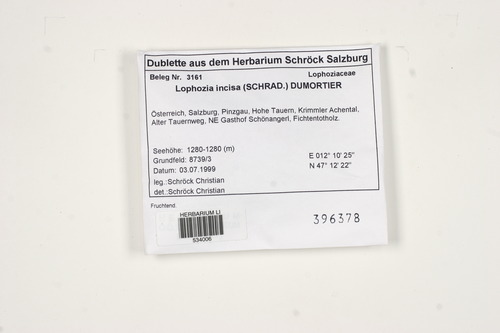 Dublette aus dem Herbarium Schröck Salzburg
Beleg Nr. 3161 Lophoziaceae
Lophozia incisa (SCHRAD.) DUMORTIER
Österreich, Salzburg, Pinzgau, Hohe Tauern, Krimmler Achental,
Alter Tauernweg, NE Gasthof Schönangerl, Fichtentotholz.
Seehöhe: 1280-1280 (m) E 012° 10' 25"
Grundfeld: 8739/3 N 47° 12' 22"
Datum: 03.07.1999
leg.:Schröck Christian
det.:Schröck Christian
Fruchtend.
HERBARIUM LI
534006
396378